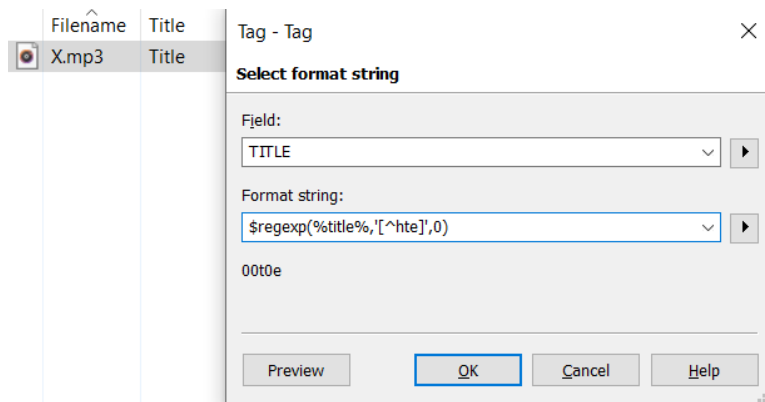 Filename Title
X.mp3 Title
Tag - Tag
Select format string
Field:
TITLE
Format string:
$regexp(%title%,'[^hte]',0)
00t0e
Preview OK Cancel Help